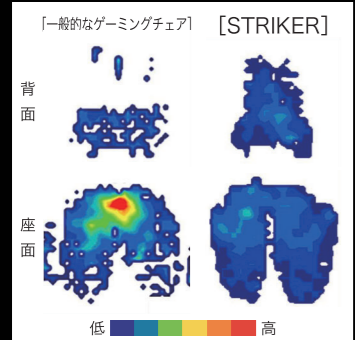 「一般的なゲーミングチェア」
[STRIKER]
背面
座面
低 高